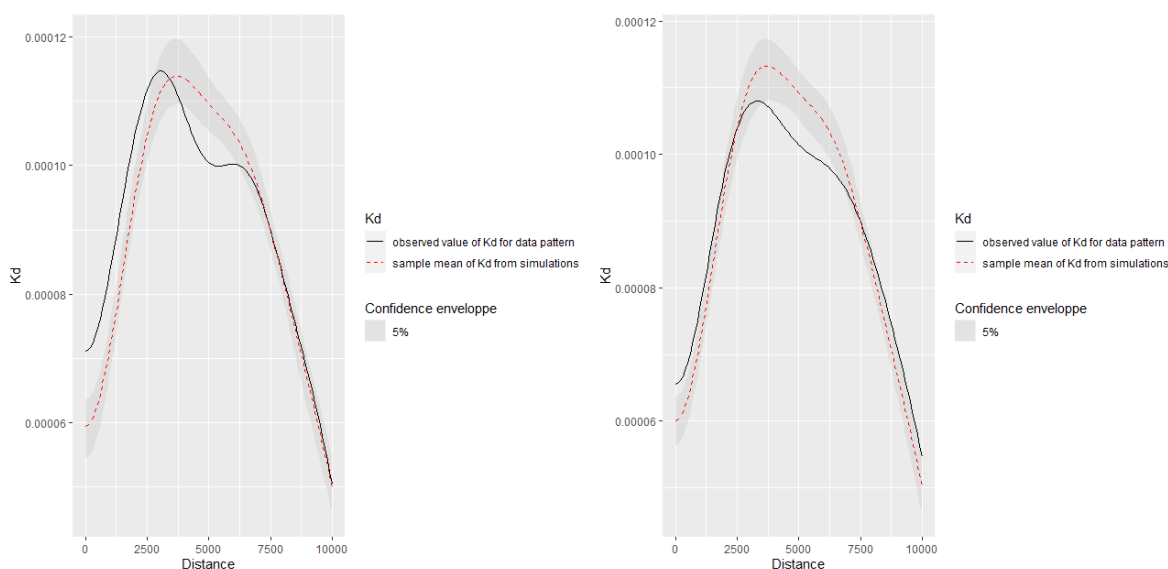 0.00012
0.00010
0.00008
0.00006
Kd
0 2500 5000 7500 10000
Distance
Kd
observed value of Kd for data pattern
sample mean of Kd from simulations
Confidence enveloppe
5%
0.00012
0.00010
0.00008
0.00006
Kd
0 2500 5000 7500 10000
Distance
Kd
observed value of Kd for data pattern
sample mean of Kd from simulations
Confidence enveloppe
5%